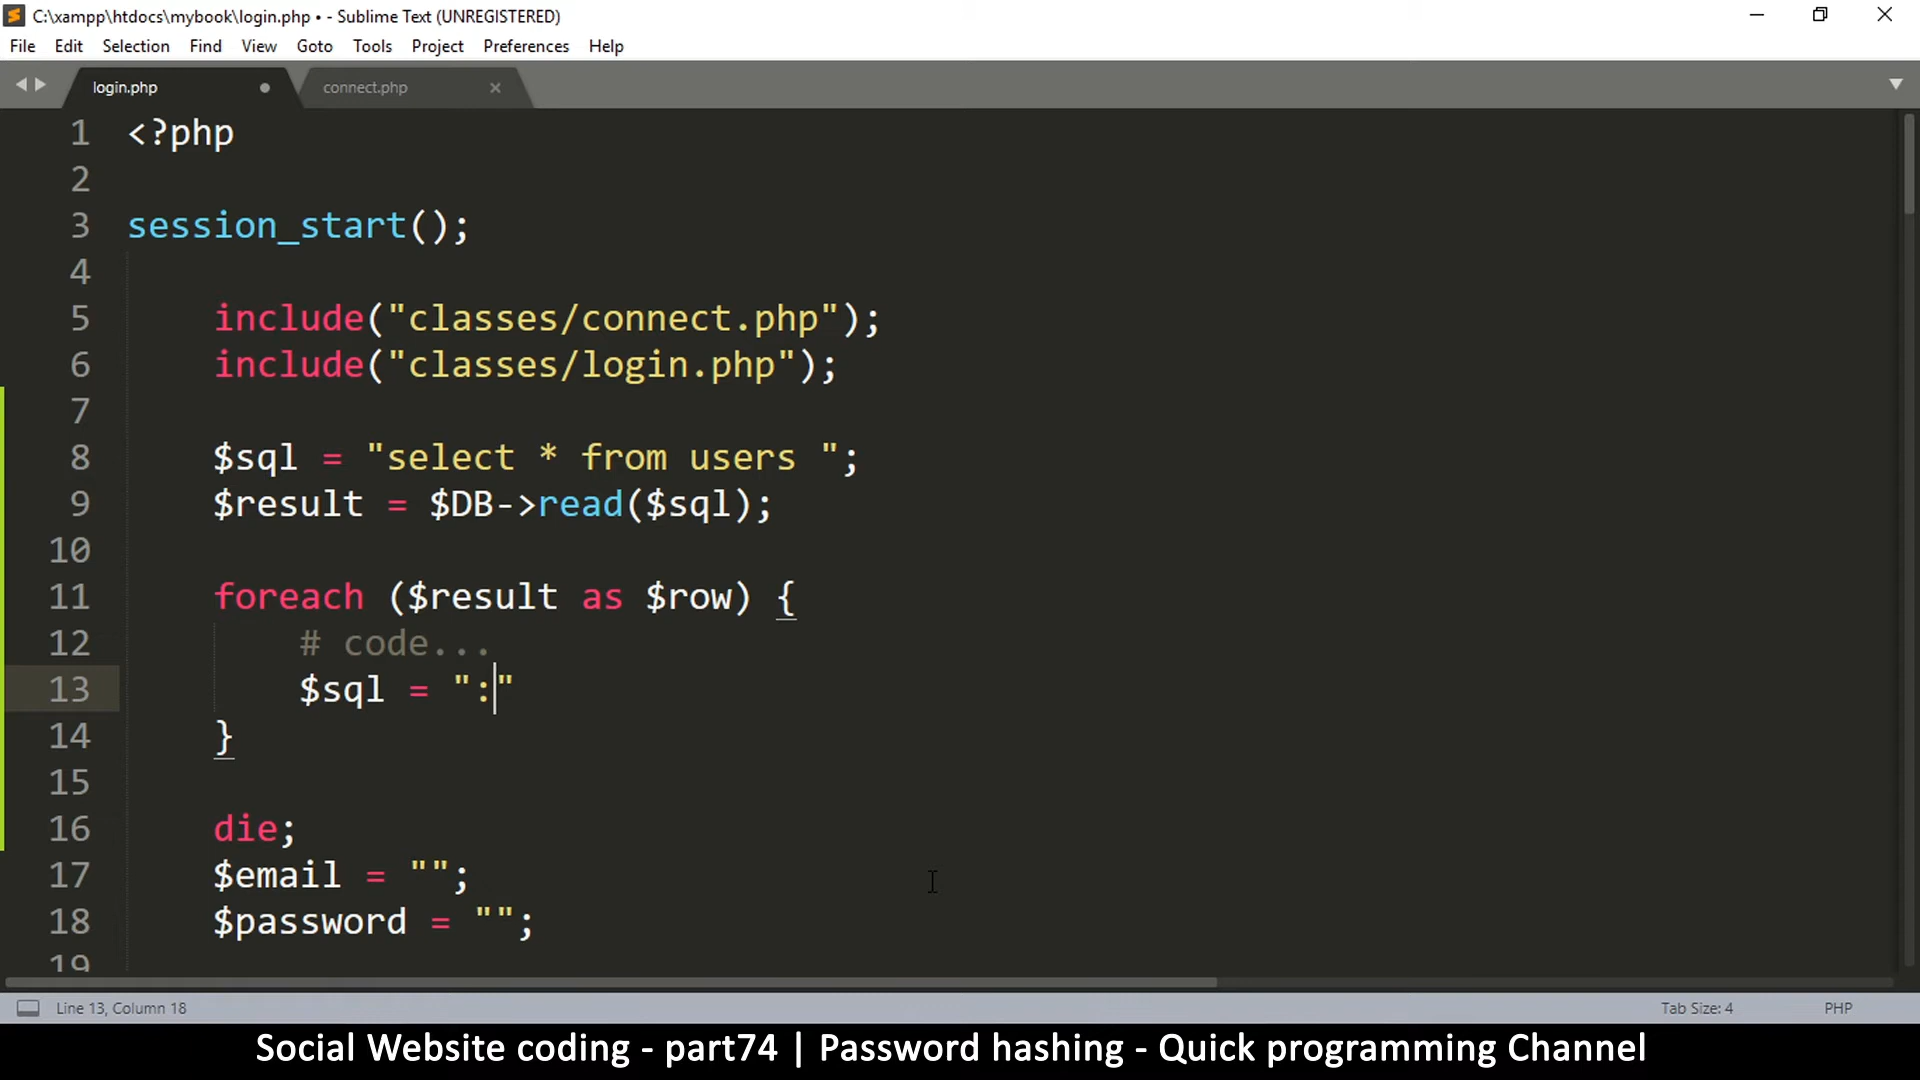 C:\xampp\htdocs\mybook\login.php • - Sublime Text (UNREGISTERED)
File Edit Selection Find View Goto Tools Project Preferences Help
login.php connect.php
1 <?php
2
3 session_start();
4
5 include("classes/connect.php");
6 include("classes/login.php");
7
8 $sql = "select * from users ";
9 $result = $DB->read($sql);
10
11 foreach ($result as $row) {
12 # code...
13 $sql = ":"
14 }
15
16 die;
17 $email = "";
18 $password = "";
19
Line 13, Column 18 Tab Size: 4 PHP
Social Website coding - part74 | Password hashing - Quick programming Channel